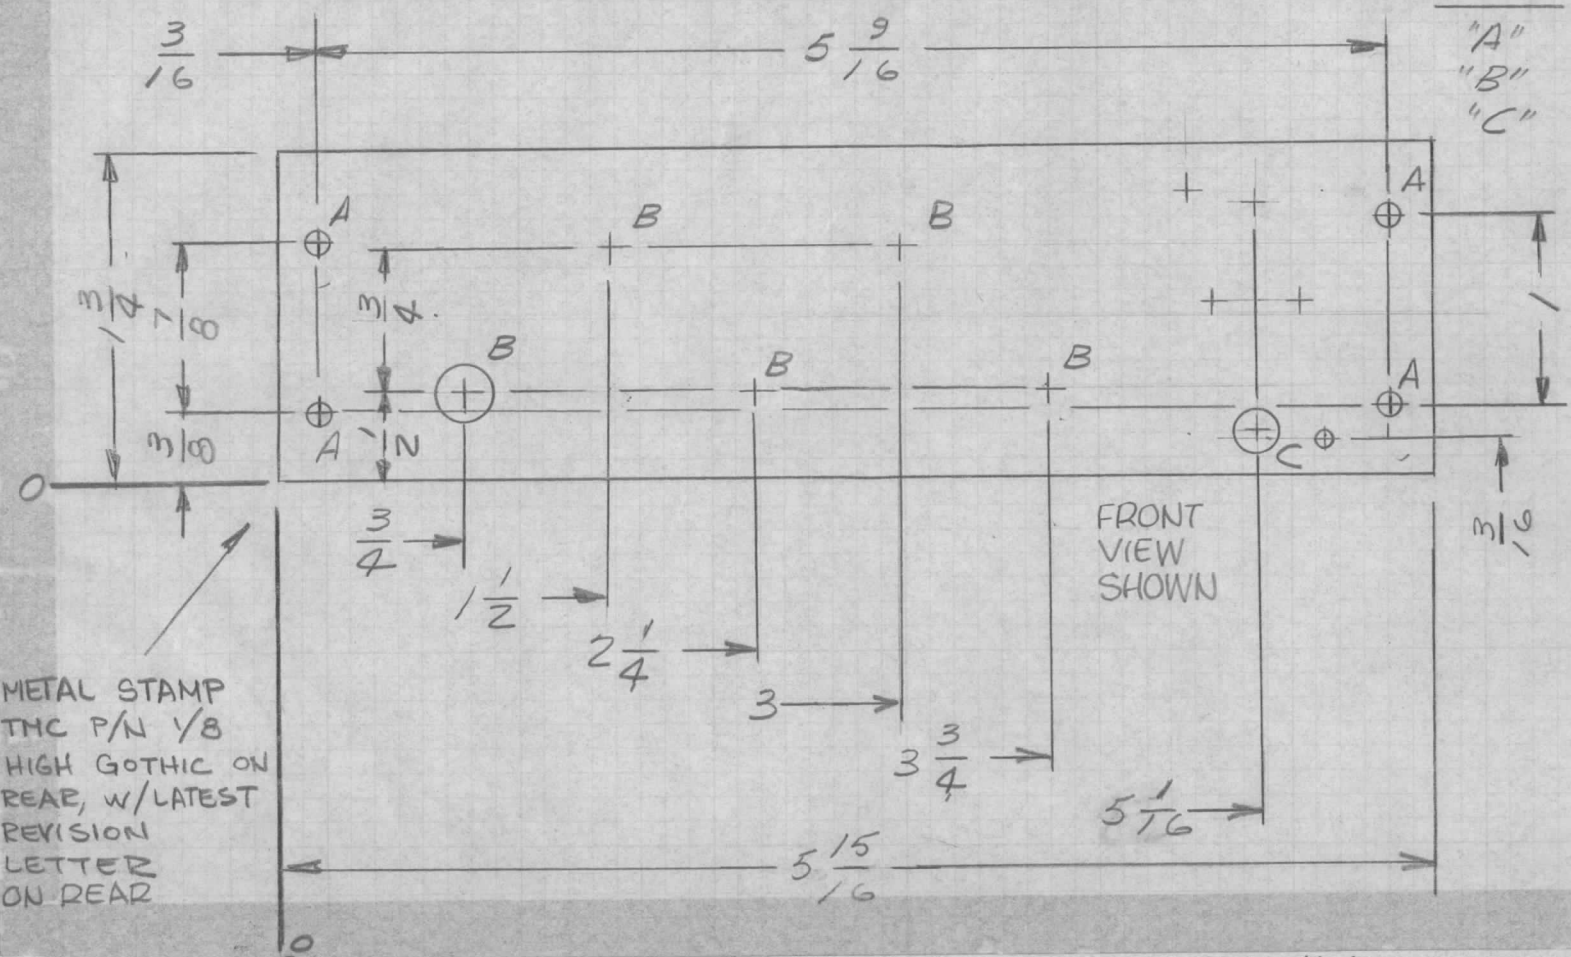 3/16
5 9/16
"A"
"B"
"C"
A
B
B
A
1 3/4
7/8
3/4
1
B
B
B
A
3/8
A
1/2
C
0
3/16
3/4
FRONT
VIEW
SHOWN
1 1/2
2 1/4
3
3 3/4
5 1/16
5 15/16
METAL STAMP
TMC P/N 1/8
HIGH GOTHIC ON
REAR, W/LATEST
REVISION
LETTER
ON REAR
0